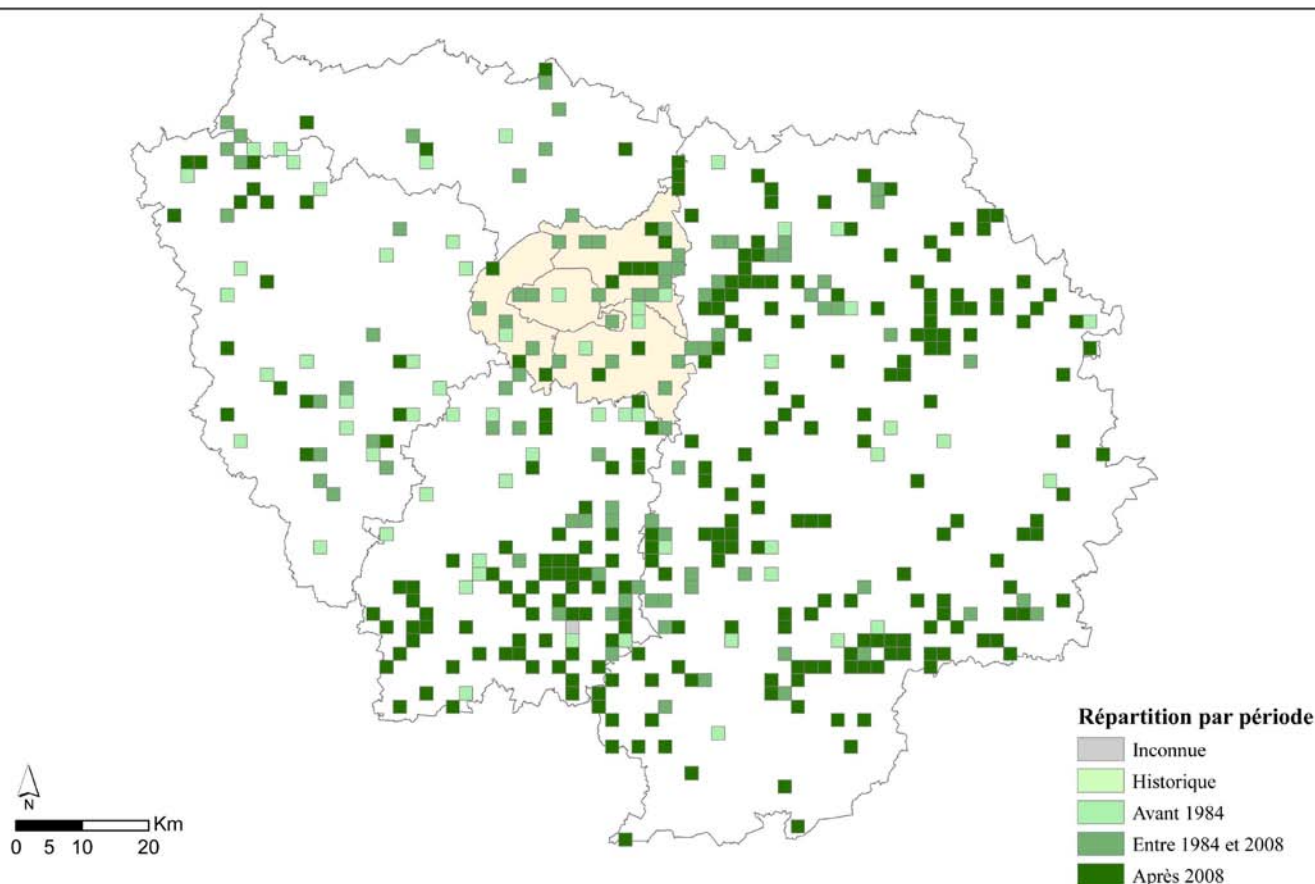 Répartition par période
Inconnue
Historique
Avant 1984
Entre 1984 et 2008
Après 2008
N
Km
0 5 10 20